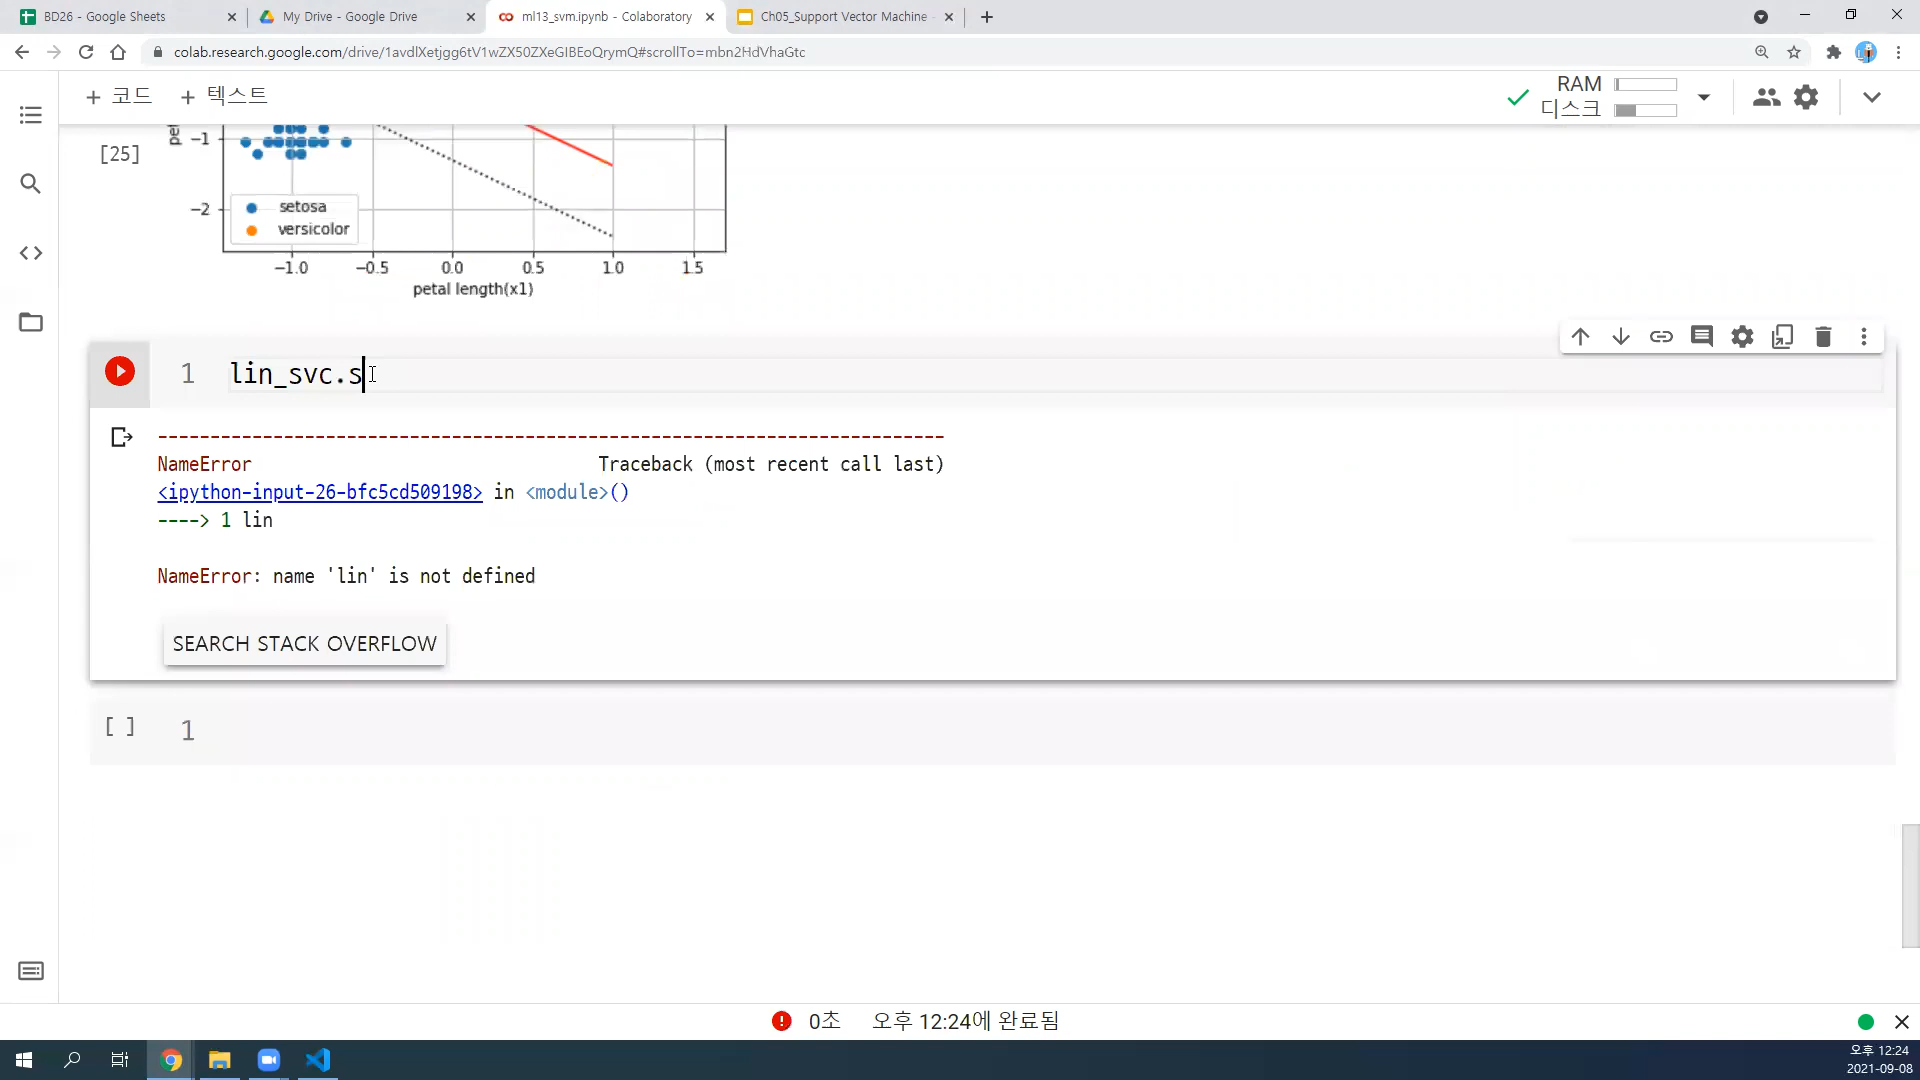 BD26 - Google Sheets
My Drive - Google Drive
ml13_svm.ipynb - Colaboratory
Ch05_Support Vector Machine
colab.research.google.com/drive/1avdlXetjgg6tV1wZX50ZXeGIBEoQrymQ#scrollTo=mbn2HdVhaGtc
+ 코드
+ 텍스트
RAM
디스크
[25]
pet
−1
−2
setosa
versicolor
−1.0 −0.5 0.0 0.5 1.0 1.5
petal length(x1)
1 lin_svc.s
---------------------------------------------------------------------------
NameError Traceback (most recent call last)
<ipython-input-26-bfc5cd509198> in <module>()
----> 1 lin
NameError: name 'lin' is not defined
SEARCH STACK OVERFLOW
[ ] 1
0초 오후 12:24에 완료됨
오후 12:24
2021-09-08